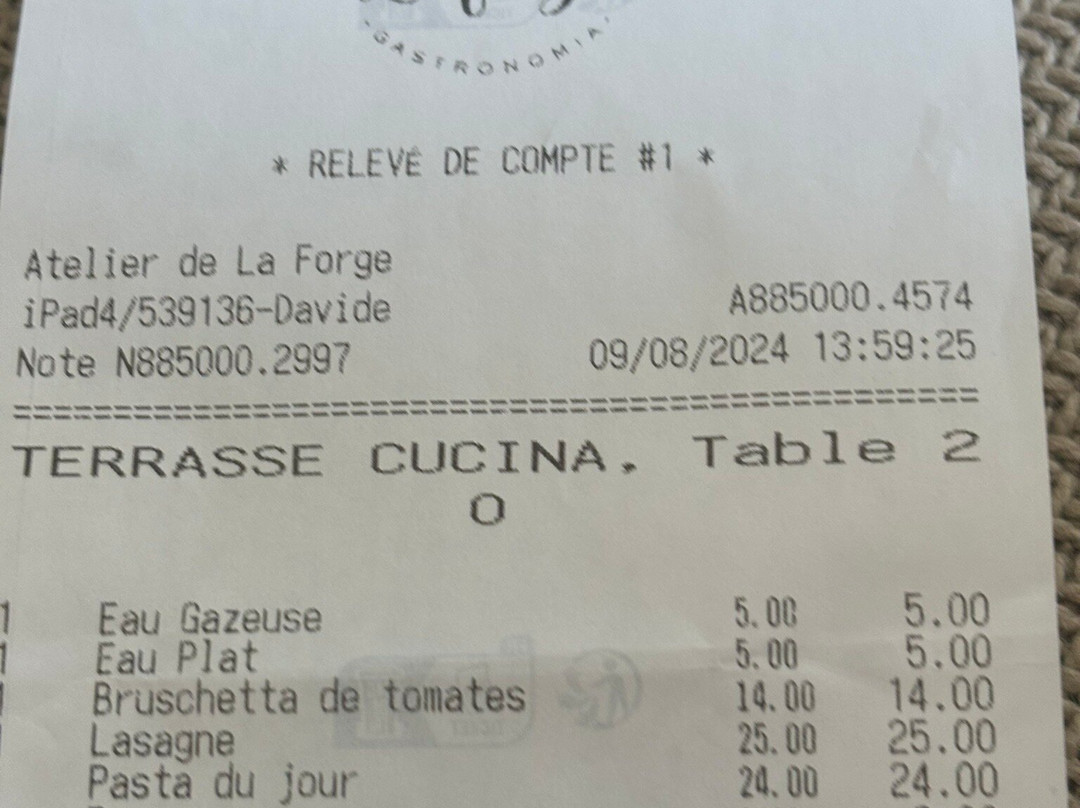 GASTRONOMIA
* RELEVÉ DE COMPTE #1 *
Atelier de La Forge
iPad4/539136-Davide A885000.4574
Note N885000.2997 09/08/2024 13:59:25
================================================
TERRASSE CUCINA. Table 2
0
1 Eau Gazeuse 5.00 5.00
1 Eau Plat 5.00 5.00
1 Bruschetta de tomates 14.00 14.00
Lasagne 25.00 25.00
Pasta du jour 24.00 24.00